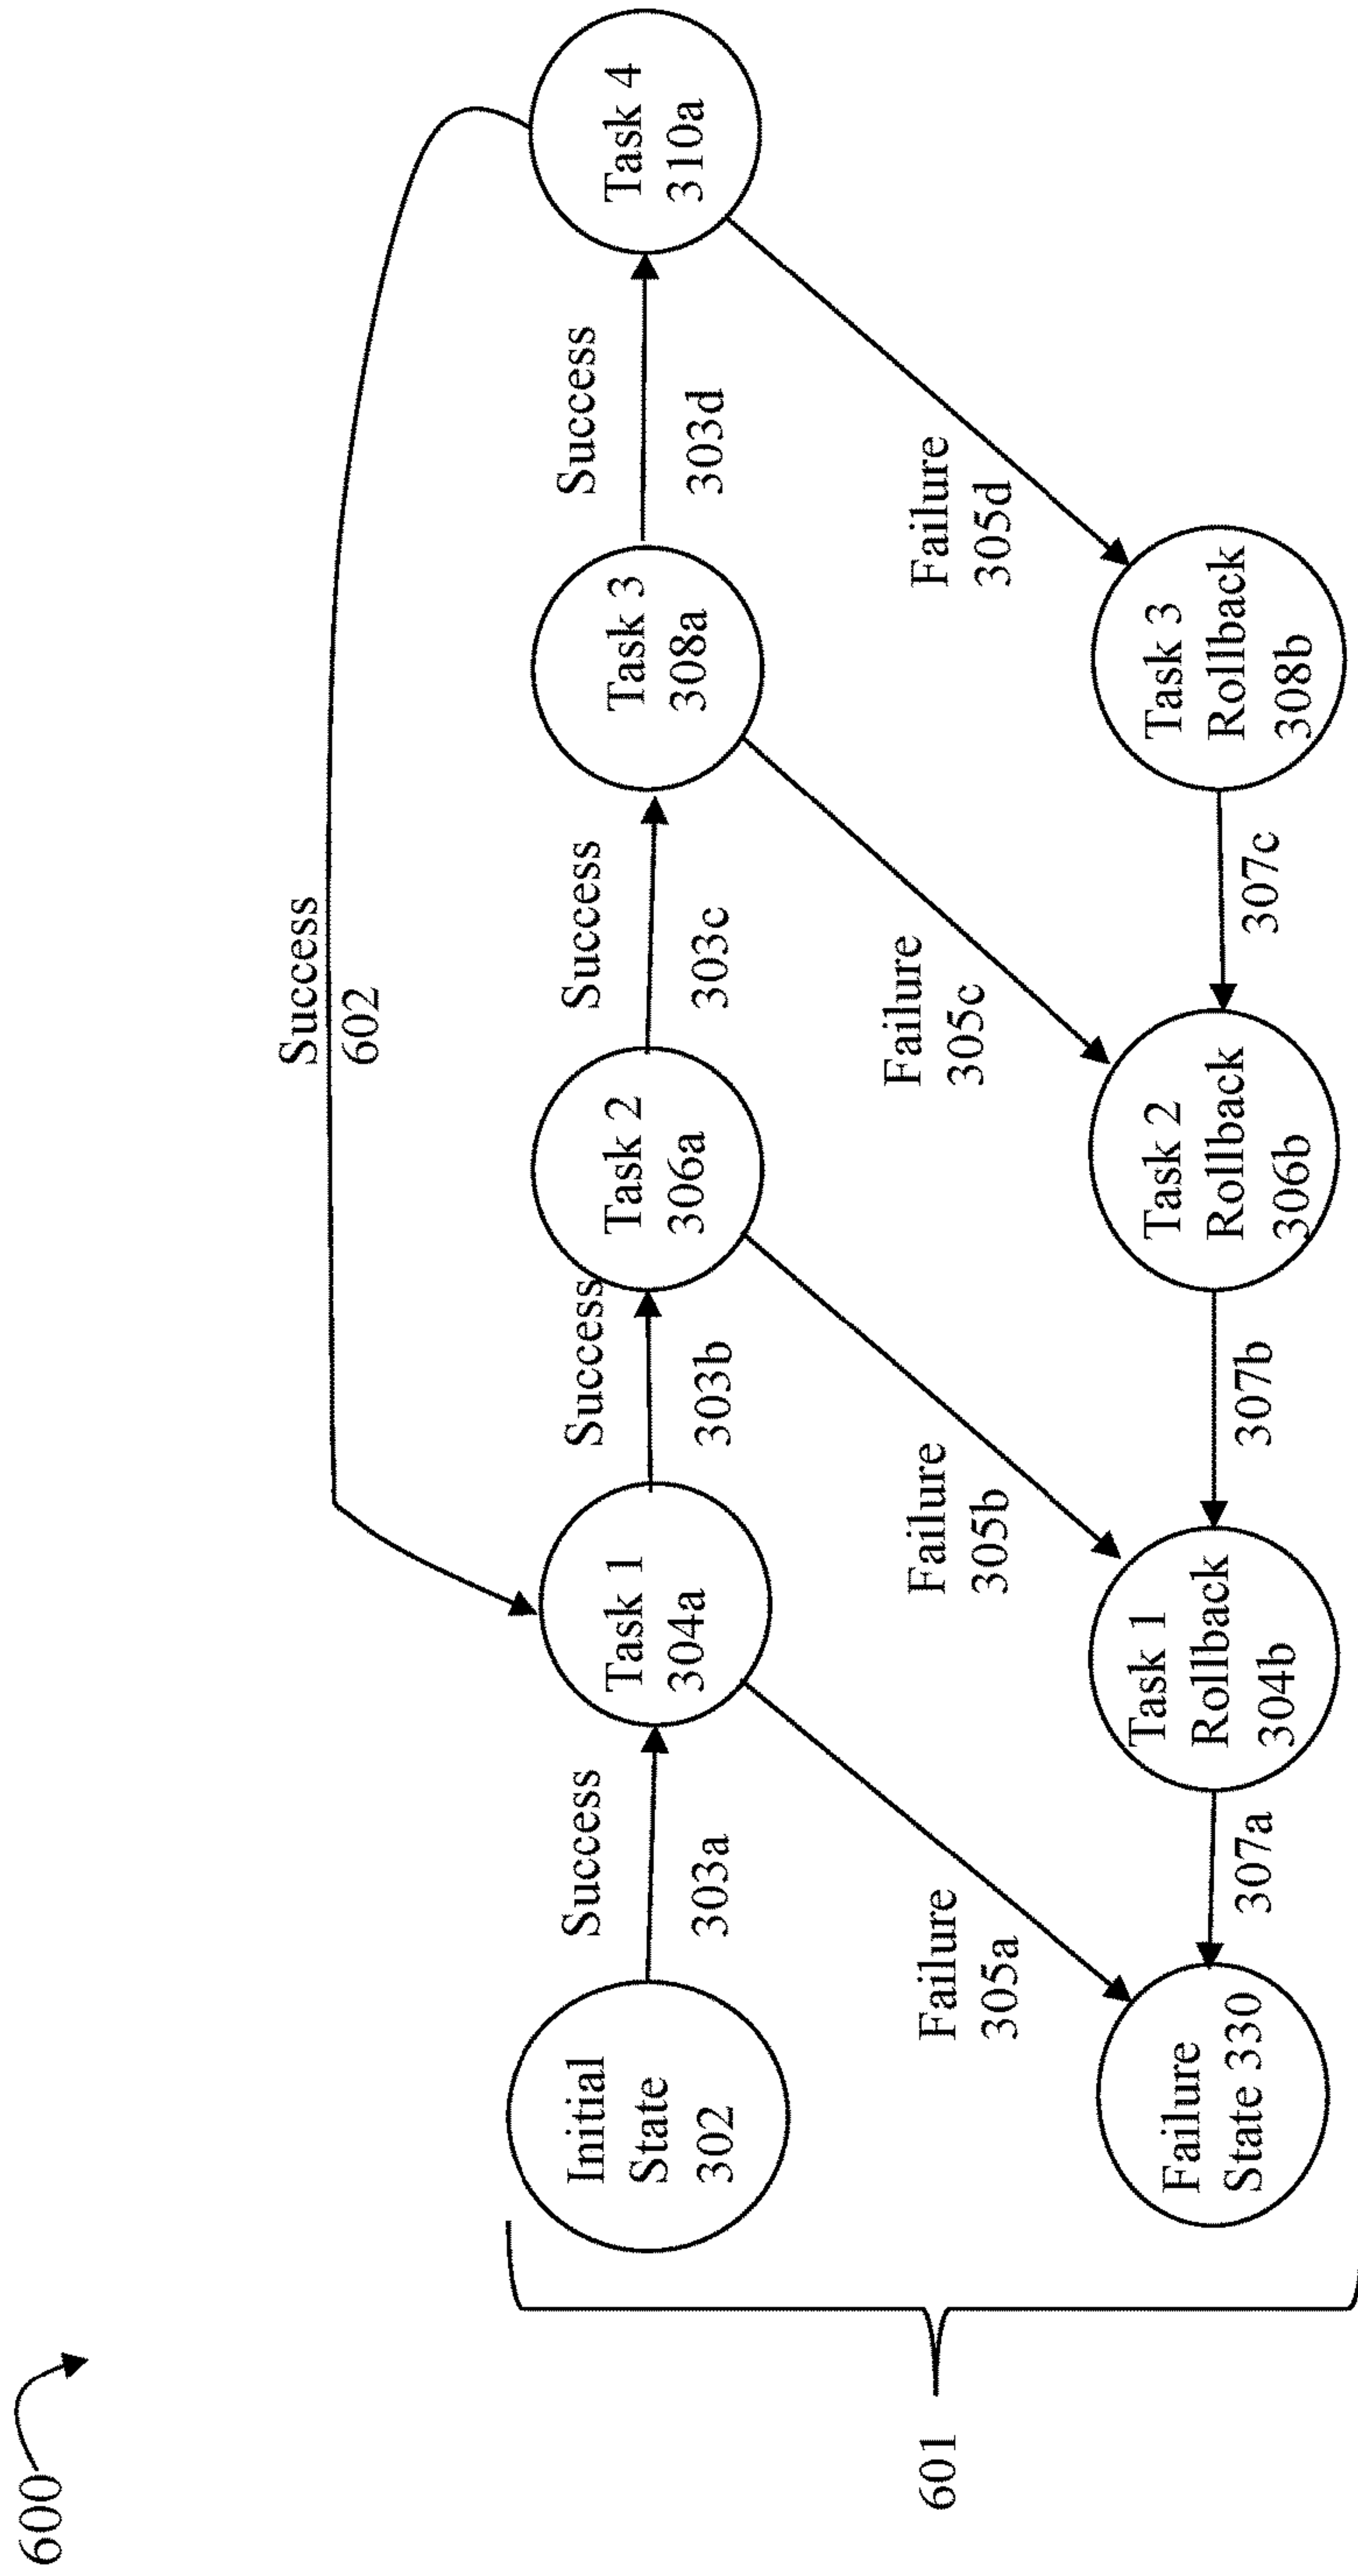 600
Success
602
Initial
State
302
Success
303a
Task 1
304a
Success
303b
Task 2
306a
Success
303c
Task 3
308a
Success
303d
Task 4
310a
601
Failure
305a
Failure
305b
Failure
305c
Failure
305d
Failure
State 330
307a
Task 1
Rollback
304b
307b
Task 2
Rollback
306b
307c
Task 3
Rollback
308b